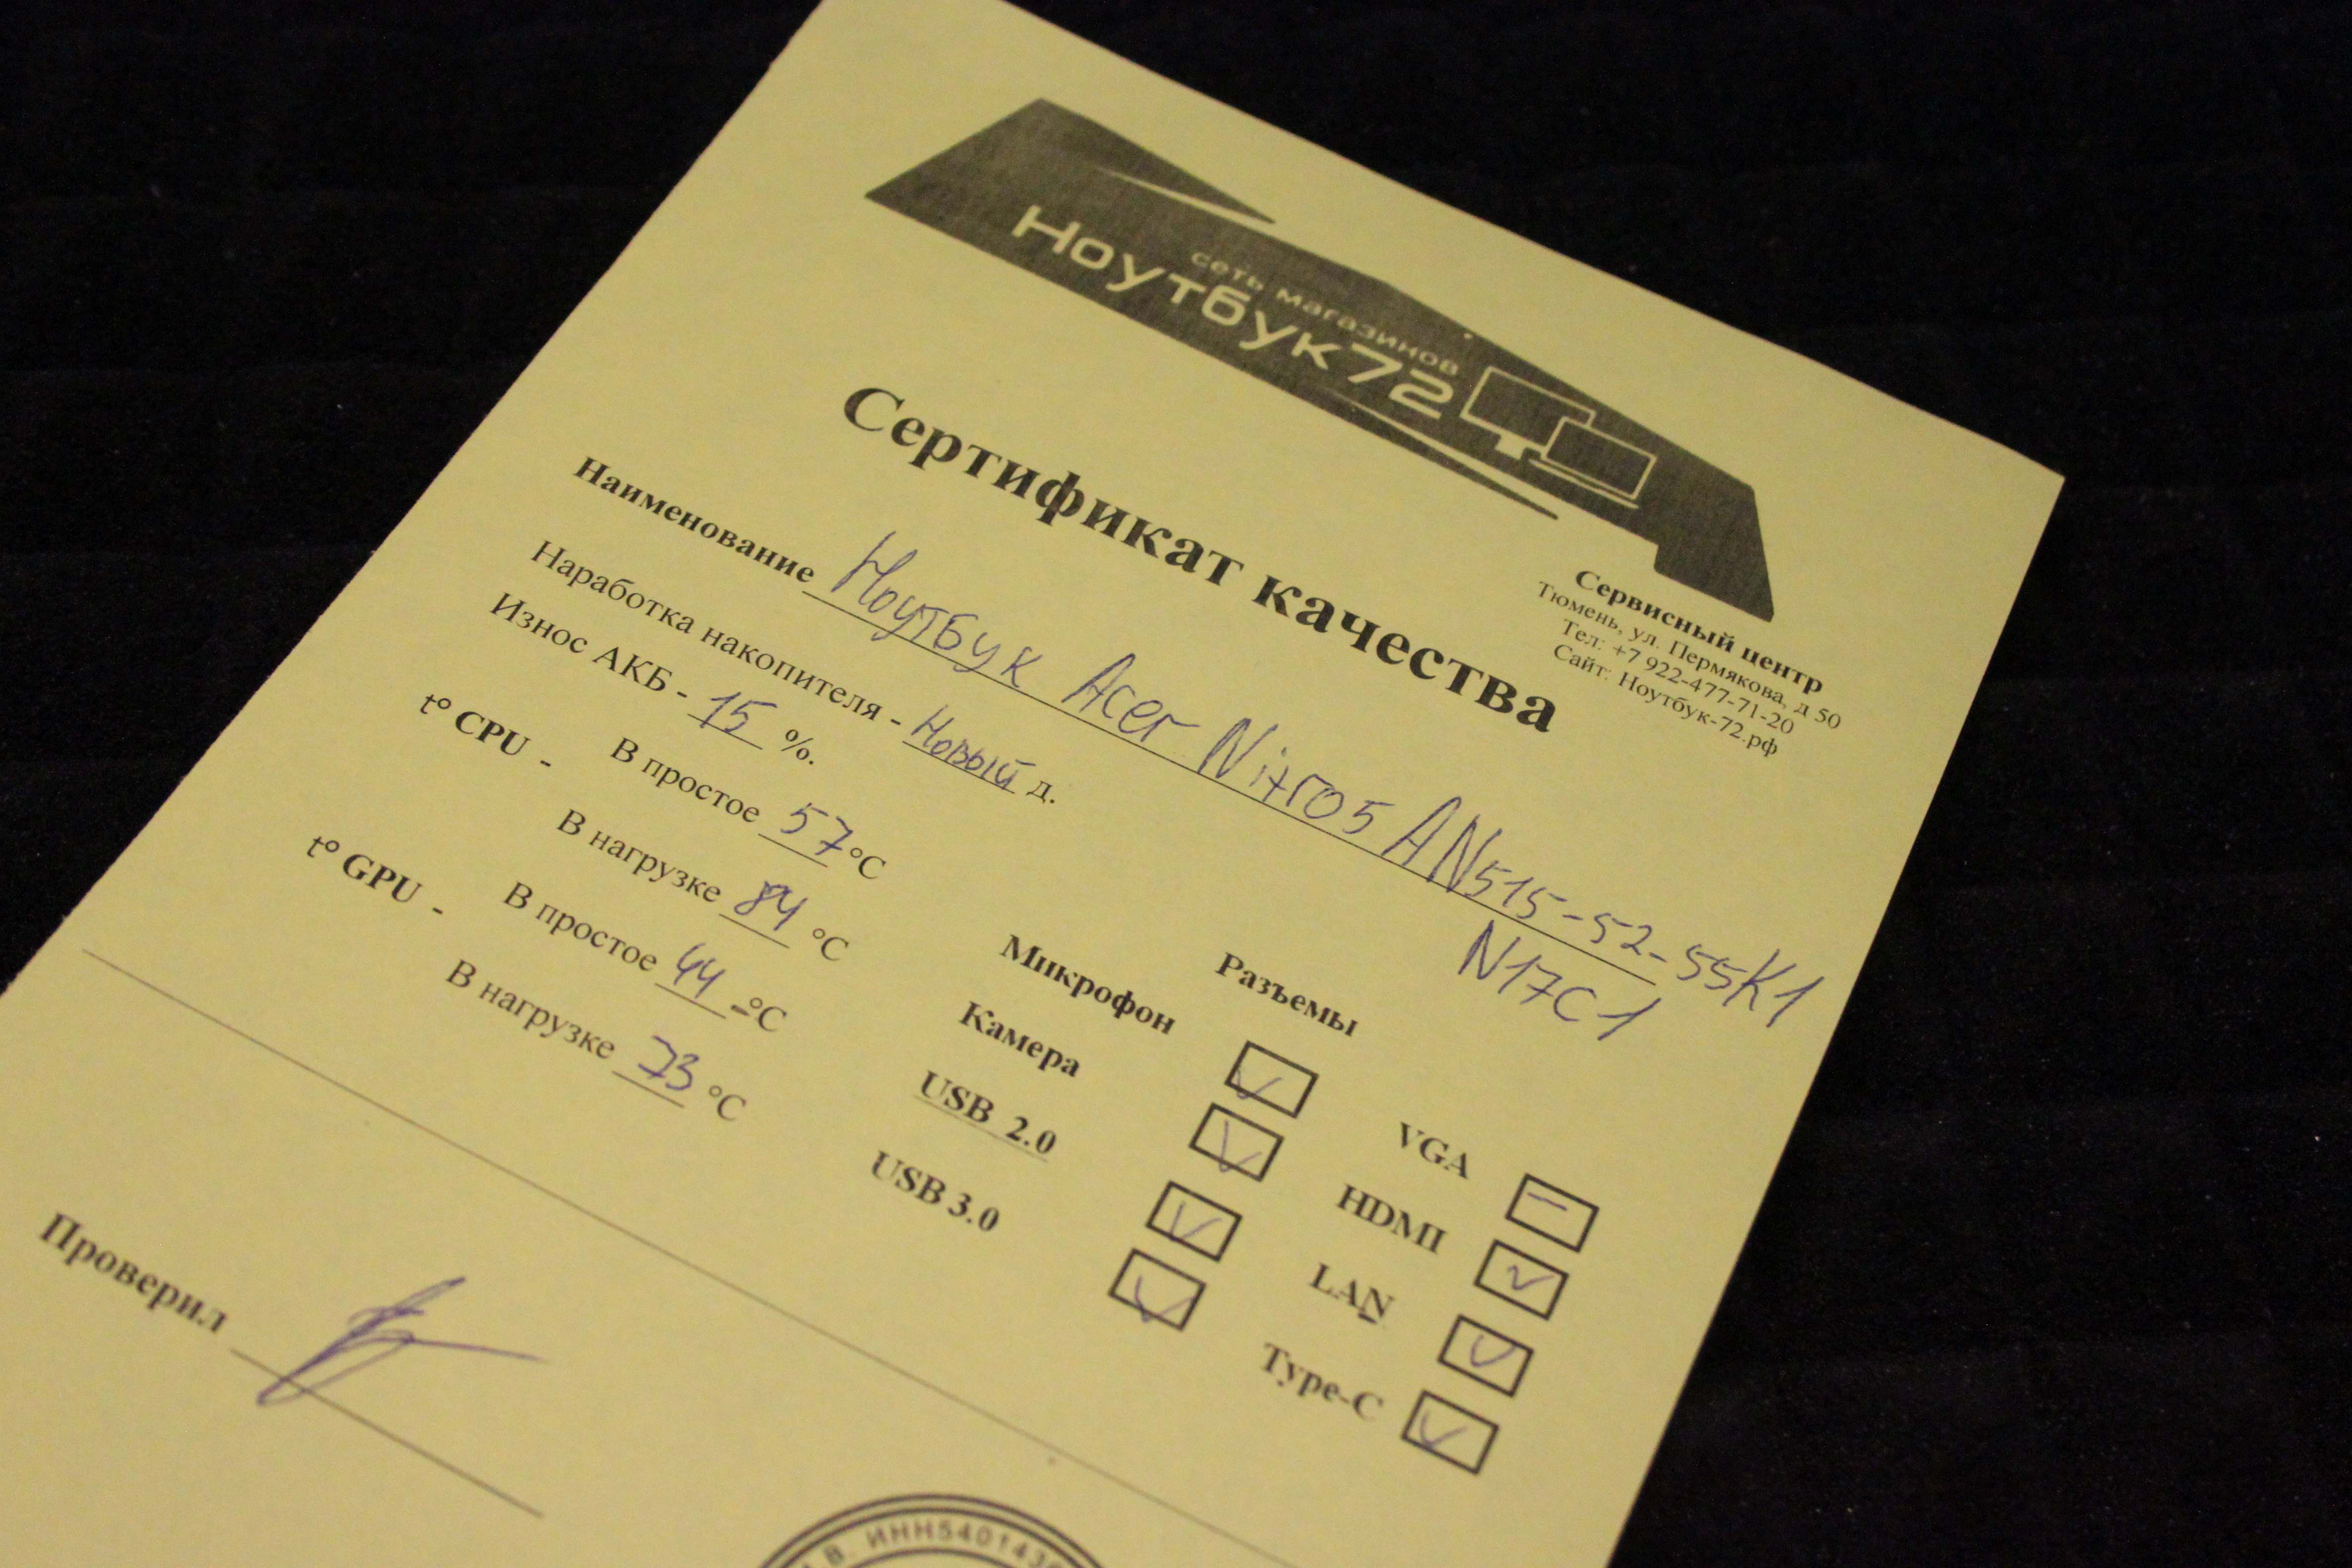 сеть магазинов
Ноутбук72
Сервисный центр
Тюмень, ул. Пермякова, д 50
Тел: +7 922-477-71-20
Сайт: Ноутбук-72.рф
Сертификат качества
Наименование Ноутбук Acer Nitro5 AN515-52-55K1
N17C1
Наработка накопителя - Новый д.
Износ АКБ - 15 %.
t° CPU - В простое 57 °C
В нагрузке 84 °C
t° GPU - В простое 44 °C
В нагрузке 73 °C
Разъемы
Микрофон
Камера
USB 2.0
USB 3.0
VGA –
HDMI
LAN
Type-C
Проверил
В. ИНН540143